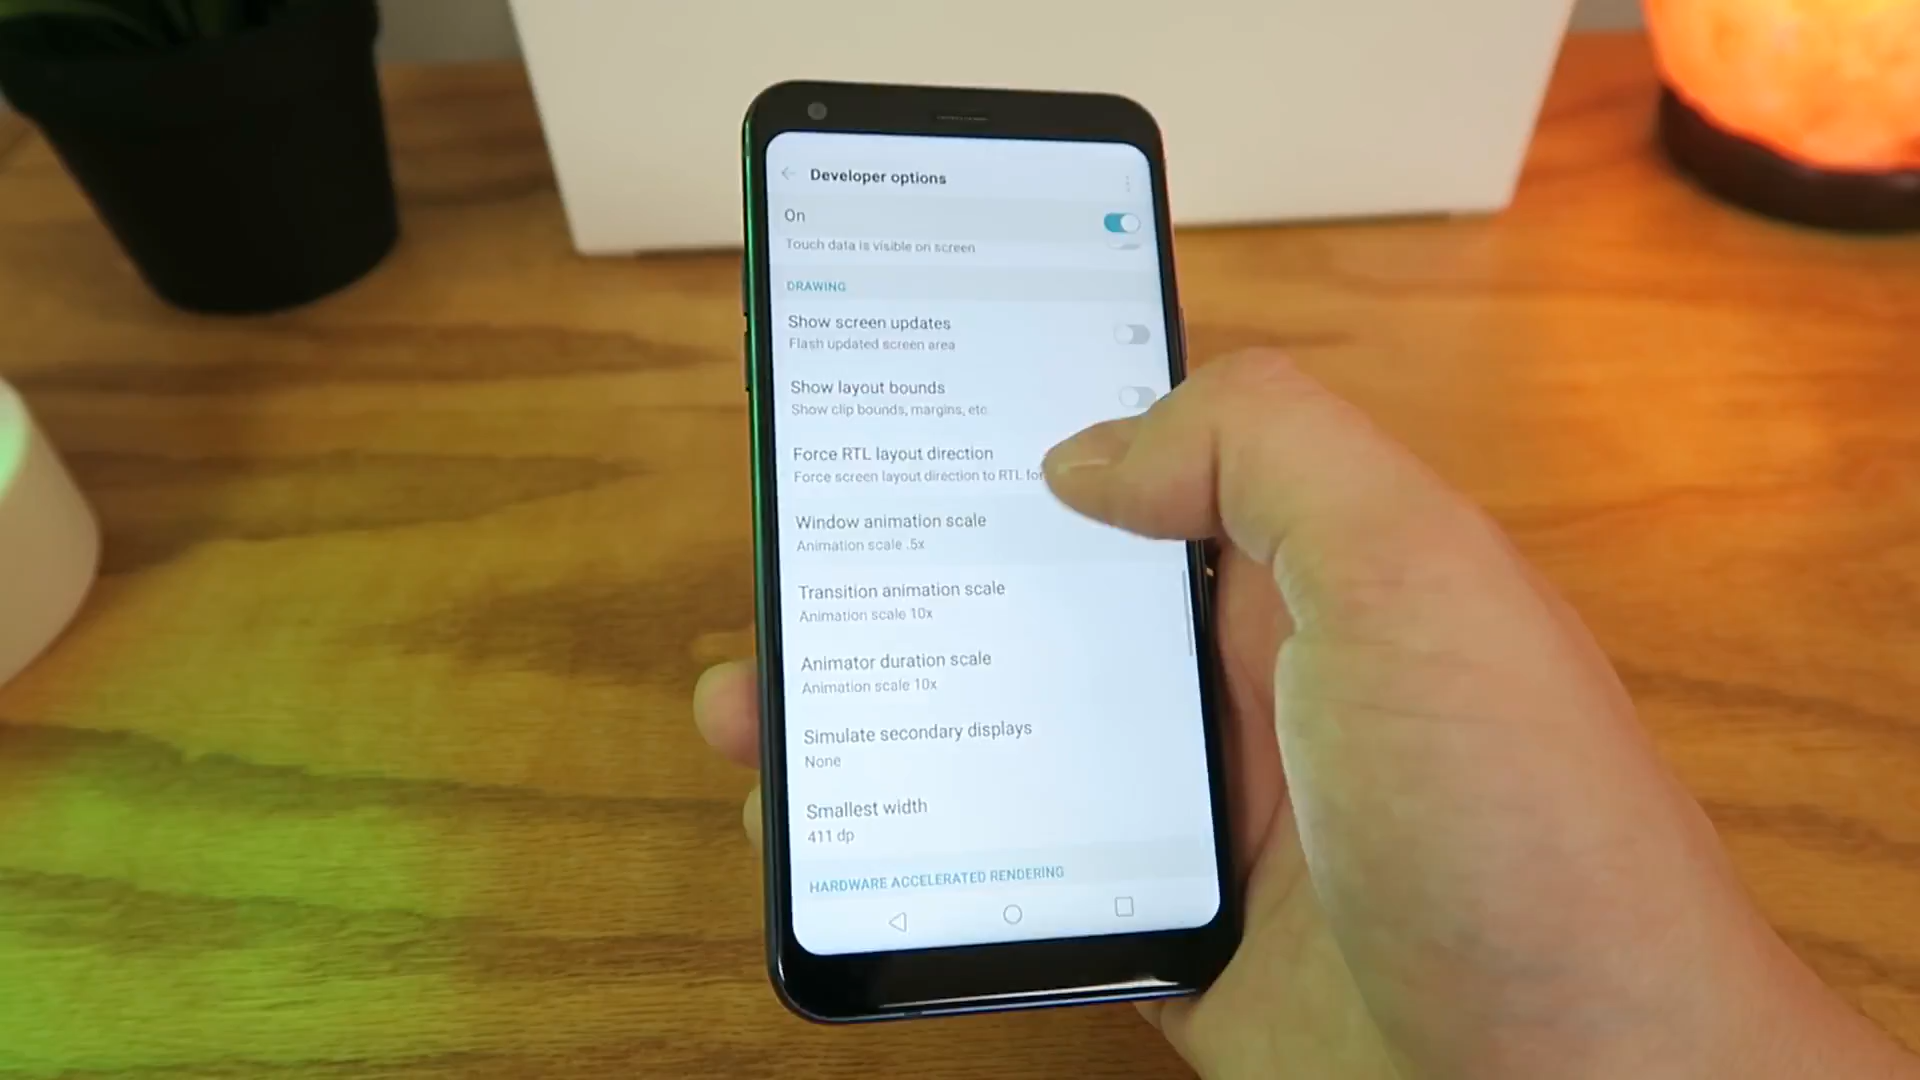 Developer options
On
Touch data is visible on screen
DRAWING
Show screen updates
Flash updated screen area
Show layout bounds
Show clip bounds, margins, etc
Force RTL layout direction
Force screen layout direction to RTL for
Window animation scale
Animation scale .5x
Transition animation scale
Animation scale 10x
Animator duration scale
Animation scale 10x
Simulate secondary displays
None
Smallest width
411 dp
HARDWARE ACCELERATED RENDERING